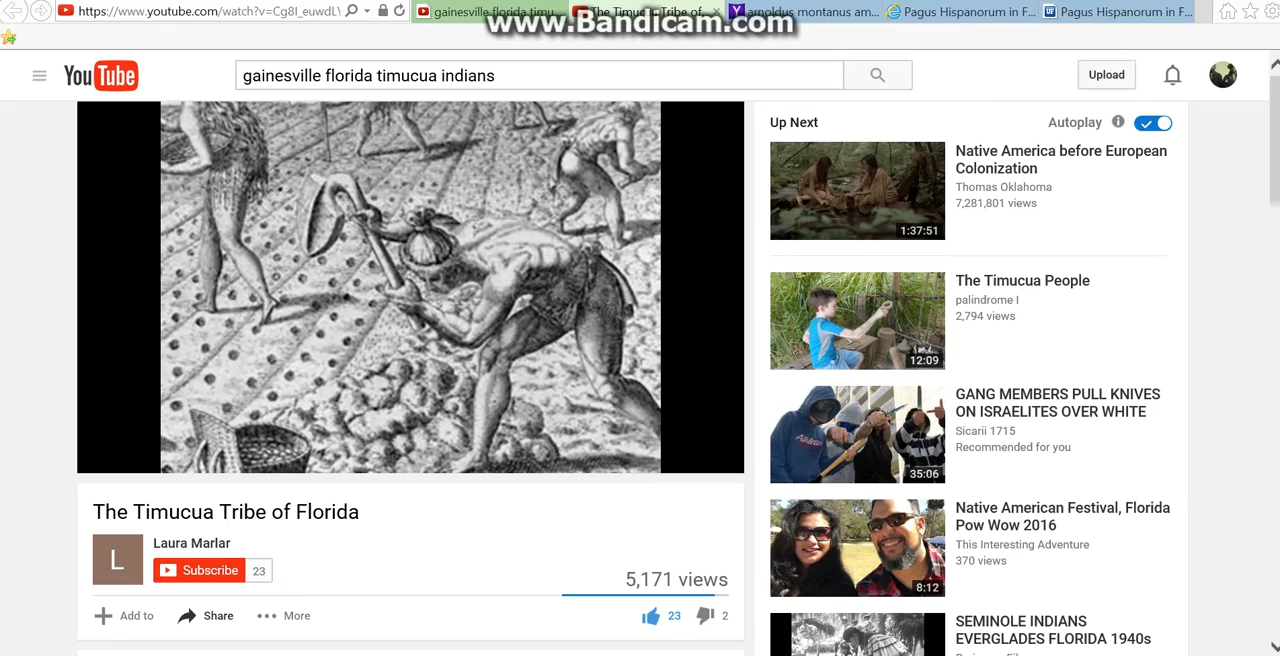 https://www.youtube.com/watch?v=Cg8I_euwdLY
gainesville florida timu...
The Timucua Tribe of...
arnoldus montanus am...
Pagus Hispanorum in F...
Pagus Hispanorum in F...
www.Bandicam.com
YouTube
gainesville florida timucua indians
Upload
Up Next
Autoplay
Native America before European
Colonization
Thomas Oklahoma
7,281,801 views
1:37:51
The Timucua People
palindrome I
2,794 views
12:09
GANG MEMBERS PULL KNIVES
ON ISRAELITES OVER WHITE
Sicarii 1715
Recommended for you
35:06
Native American Festival, Florida
Pow Wow 2016
This Interesting Adventure
370 views
8:12
SEMINOLE INDIANS
EVERGLADES FLORIDA 1940s
The Timucua Tribe of Florida
L
Laura Marlar
Subscribe
23
5,171 views
Add to
Share
More
23
2